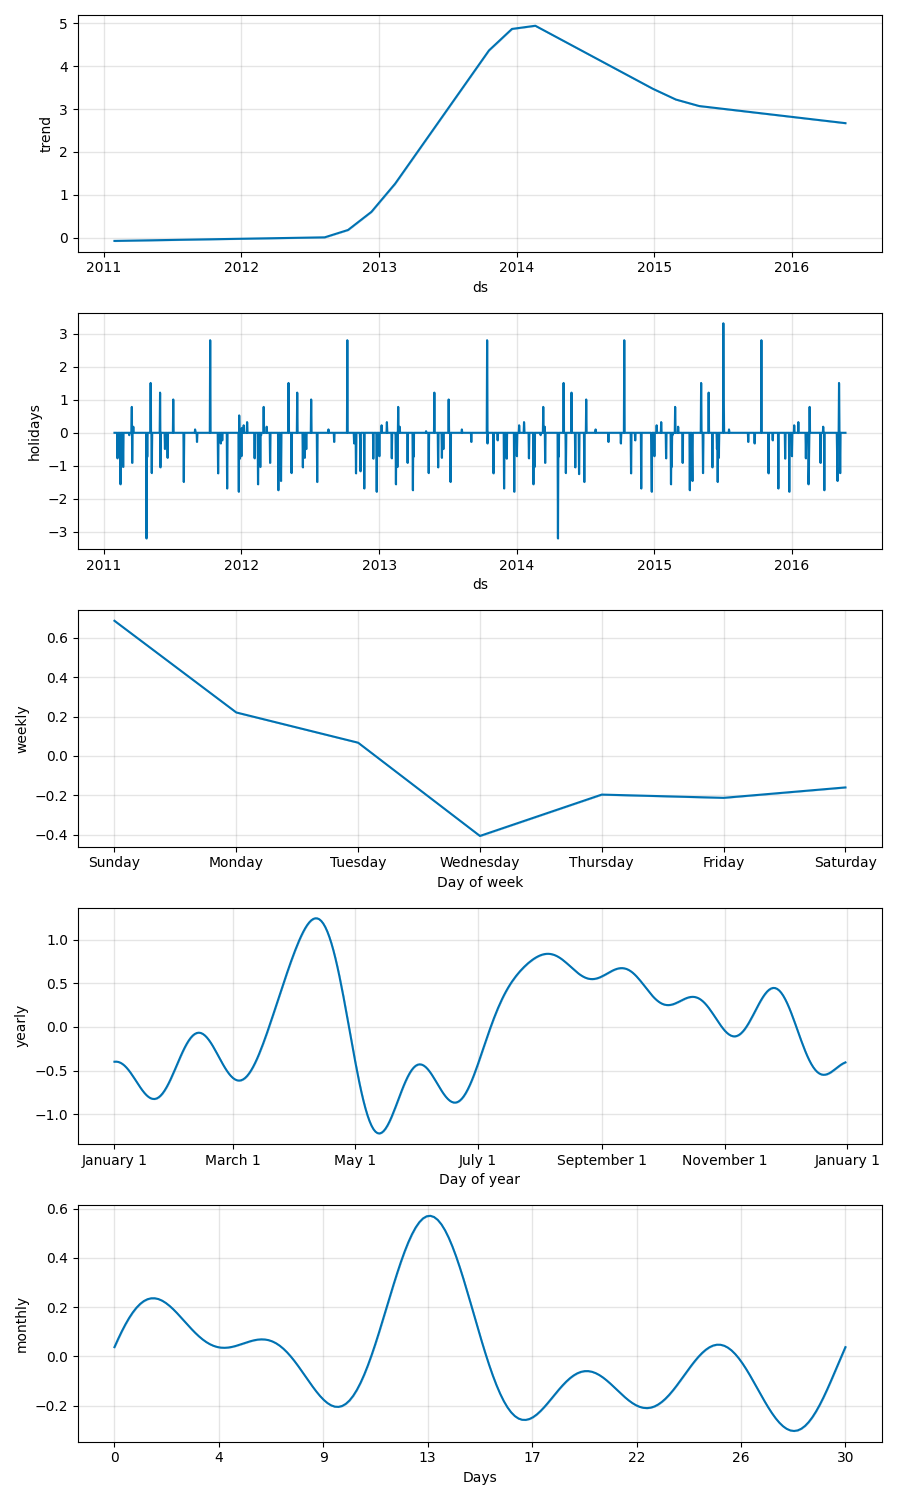 trend
5
4
3
2
1
0
2011 2012 2013 2014 2015 2016
ds
holidays
3
2
1
0
−1
−2
−3
2011 2012 2013 2014 2015 2016
ds
weekly
0.6
0.4
0.2
0.0
−0.2
−0.4
Sunday Monday Tuesday Wednesday Thursday Friday Saturday
Day of week
yearly
1.0
0.5
0.0
−0.5
−1.0
January 1 March 1 May 1 July 1 September 1 November 1 January 1
Day of year
monthly
0.6
0.4
0.2
0.0
−0.2
0 4 9 13 17 22 26 30
Days